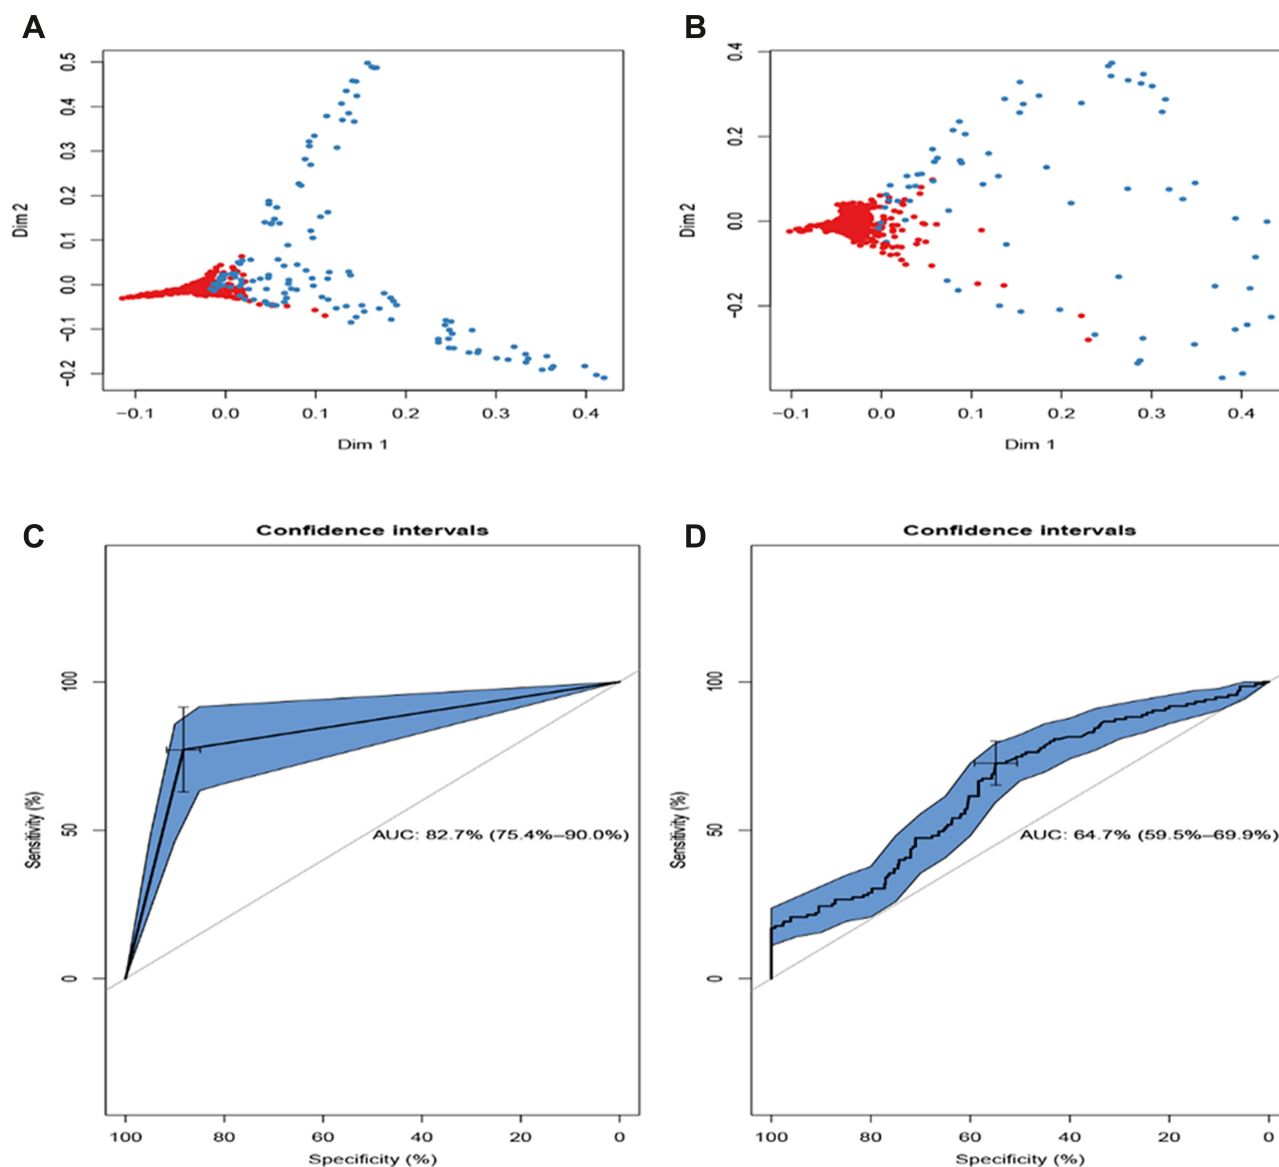 A
B
0.5
0.4
0.3
0.2
0.1
0.0
−0.1
−0.2
Dim 2
−0.1 0.0 0.1 0.2 0.3 0.4
Dim 1
0.4
0.2
0.0
−0.2
Dim 2
−0.1 0.0 0.1 0.2 0.3 0.4
Dim 1
C
Confidence intervals
100
50
0
Sensitivity (%)
AUC: 82.7% (75.4%–90.0%)
100 80 60 40 20 0
Specificity (%)
D
Confidence intervals
100
50
0
Sensitivity (%)
AUC: 64.7% (59.5%–69.9%)
100 80 60 40 20 0
Specificity (%)